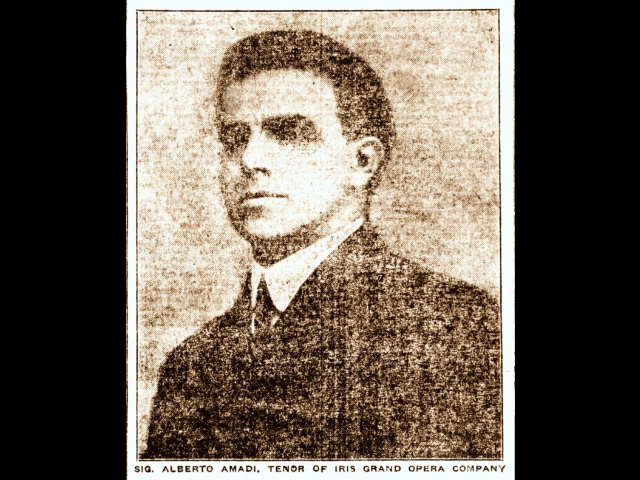 SIG. ALBERTO AMADI, TENOR OF IRIS GRAND OPERA COMPANY